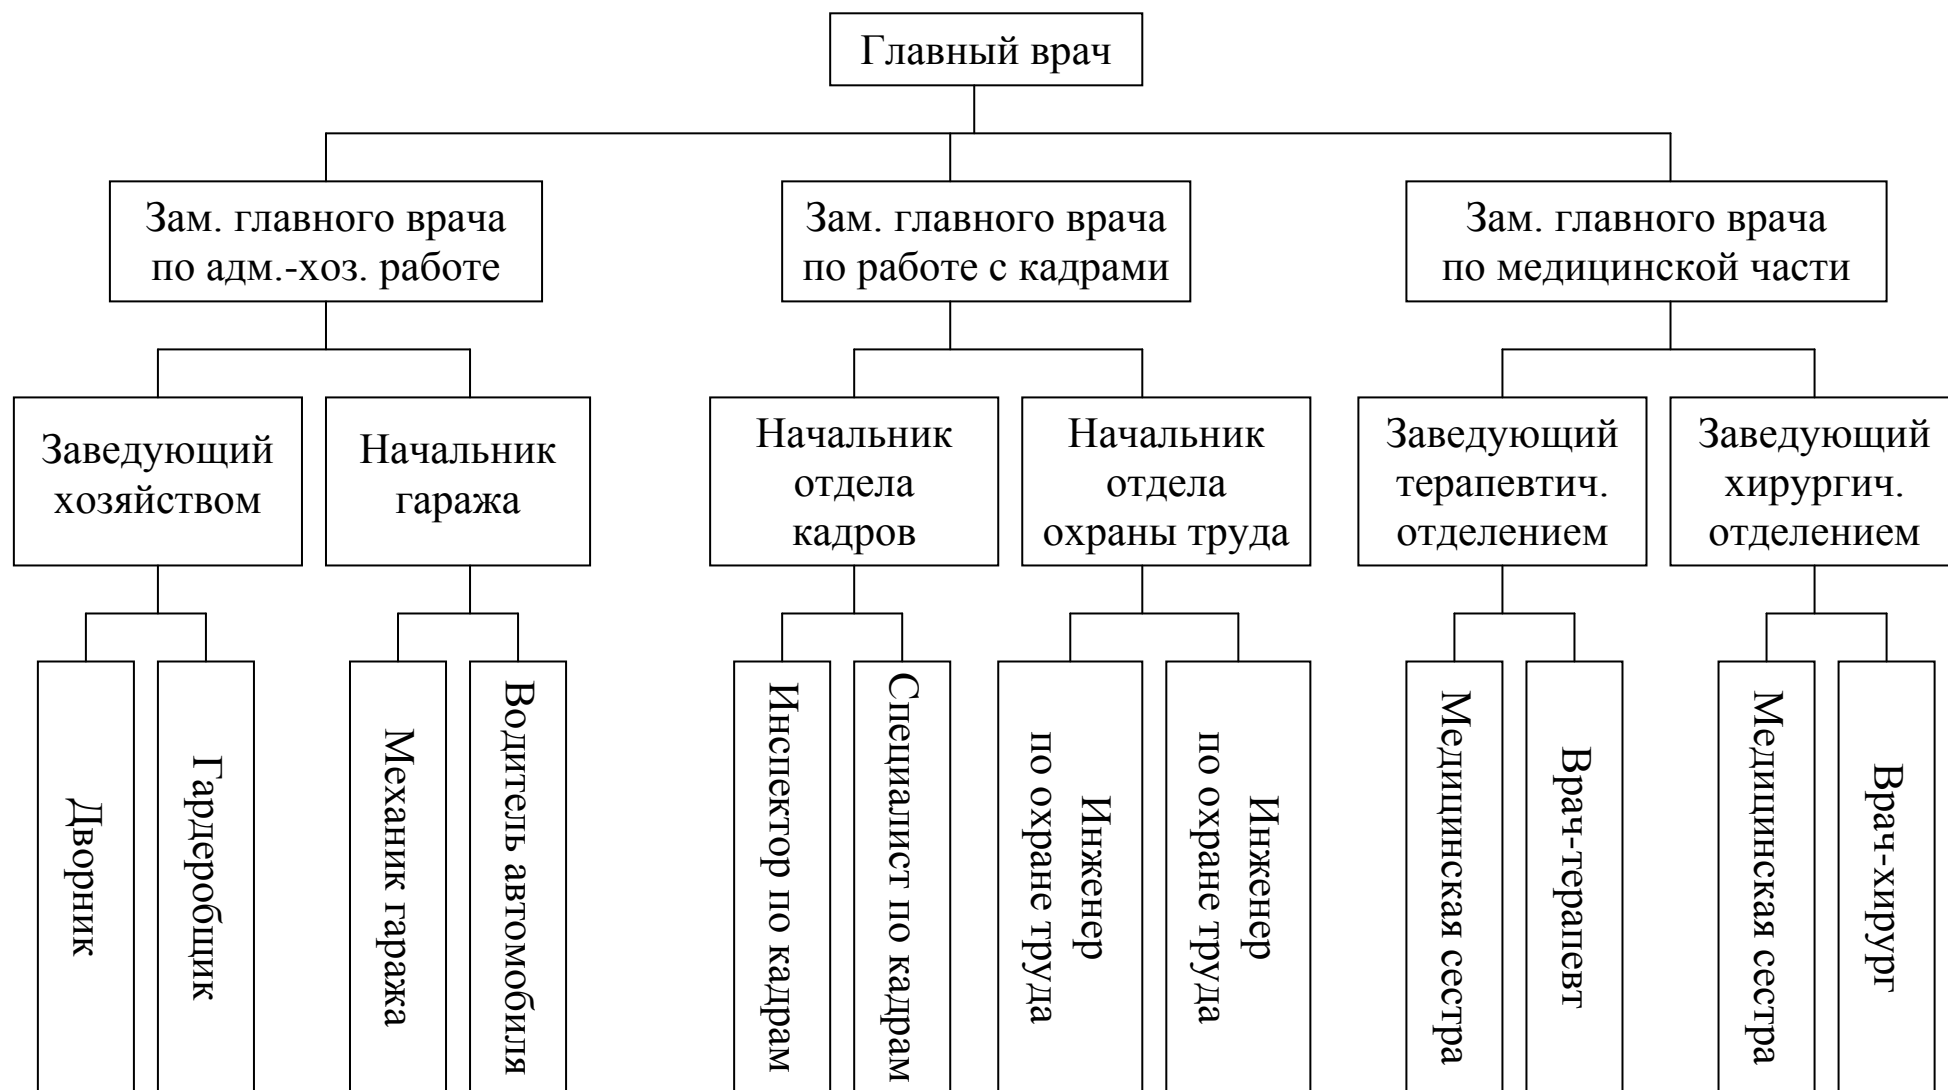 Главный врач
Зам. главного врача
по адм.-хоз. работе
Зам. главного врача
по работе с кадрами
Зам. главного врача
по медицинской части
Заведующий
хозяйством
Начальник
гаража
Начальник
отдела
кадров
Начальник
отдела
охраны труда
Заведующий
терапевтич.
отделением
Заведующий
хирургич.
отделением
Дворник
Гардеробщик
Механик гаража
Водитель автомобиля
Инспектор по кадрам
Специалист по кадрам
Инженер
по охране труда
Инженер
по охране труда
Медицинская сестра
Врач-терапевт
Медицинская сестра
Врач-хирург